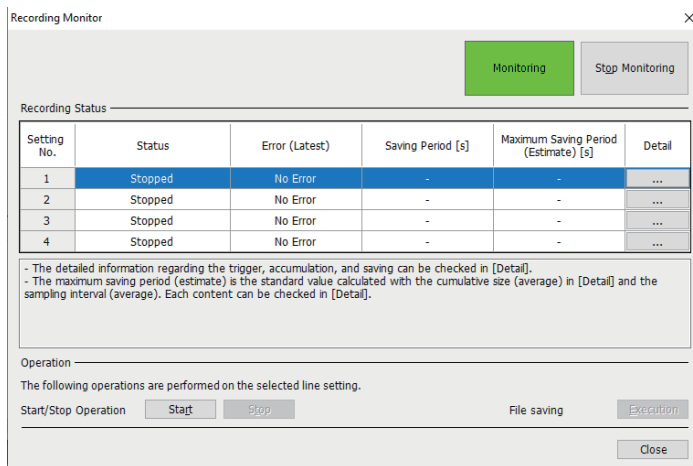 Recording Monitor
Monitoring
Stop Monitoring
Recording Status
Setting No. Status Error (Latest) Saving Period [s] Maximum Saving Period (Estimate) [s] Detail
1 Stopped No Error - - ...
2 Stopped No Error - - ...
3 Stopped No Error - - ...
4 Stopped No Error - - ...
- The detailed information regarding the trigger, accumulation, and saving can be checked in [Detail].
- The maximum saving period (estimate) is the standard value calculated with the cumulative size (average) in [Detail] and the
sampling interval (average). Each content can be checked in [Detail].
Operation
The following operations are performed on the selected line setting.
Start/Stop Operation Start Stop File saving Execution
Close